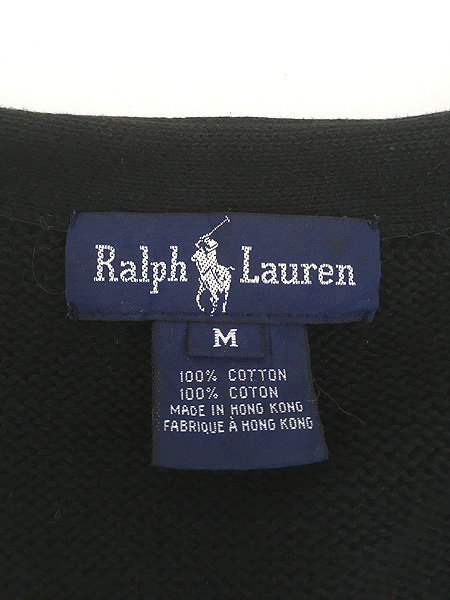 Ralph Lauren
M
100% COTTON
100% COTON
MADE IN HONG KONG
FABRIQUE À HONG KONG